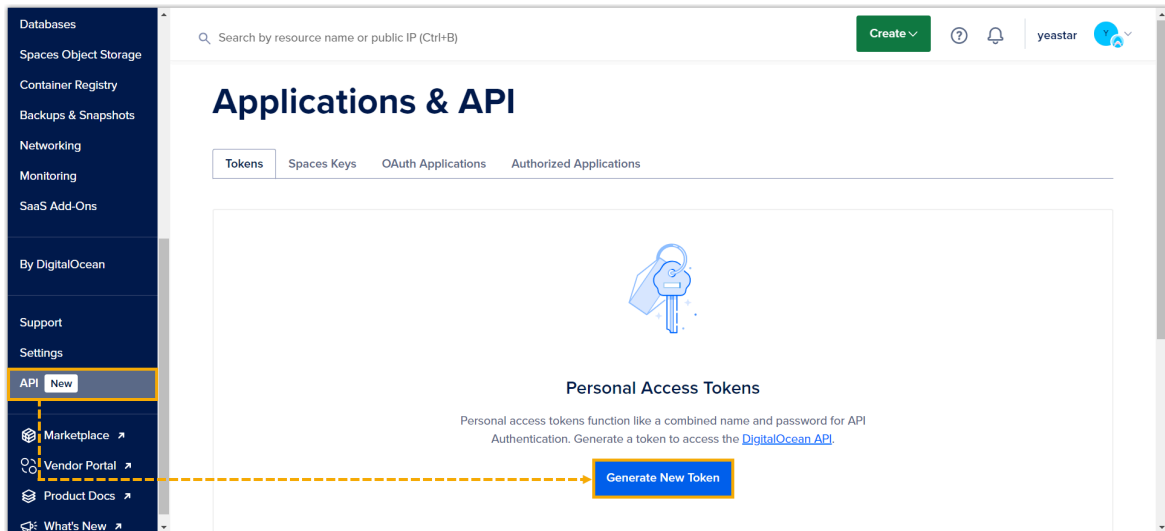 Databases
Spaces Object Storage
Container Registry
Backups & Snapshots
Networking
Monitoring
SaaS Add-Ons
By DigitalOcean
Support
Settings
API New
Marketplace
Vendor Portal
Product Docs
What's New
Search by resource name or public IP (Ctrl+B)
Create
yeastar
Y
Applications & API
Tokens Spaces Keys OAuth Applications Authorized Applications
Personal Access Tokens
Personal access tokens function like a combined name and password for API
Authentication. Generate a token to access the DigitalOcean API.
Generate New Token